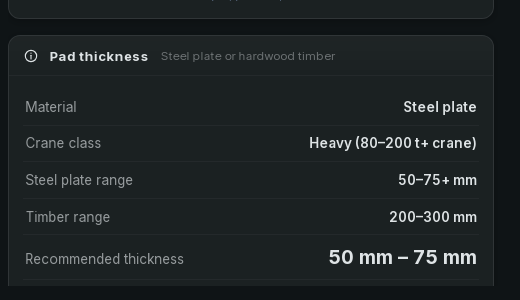 Pad thickness Steel plate or hardwood timber
Material Steel plate
Crane class Heavy (80–200 t+ crane)
Steel plate range 50–75+ mm
Timber range 200–300 mm
Recommended thickness 50 mm – 75 mm